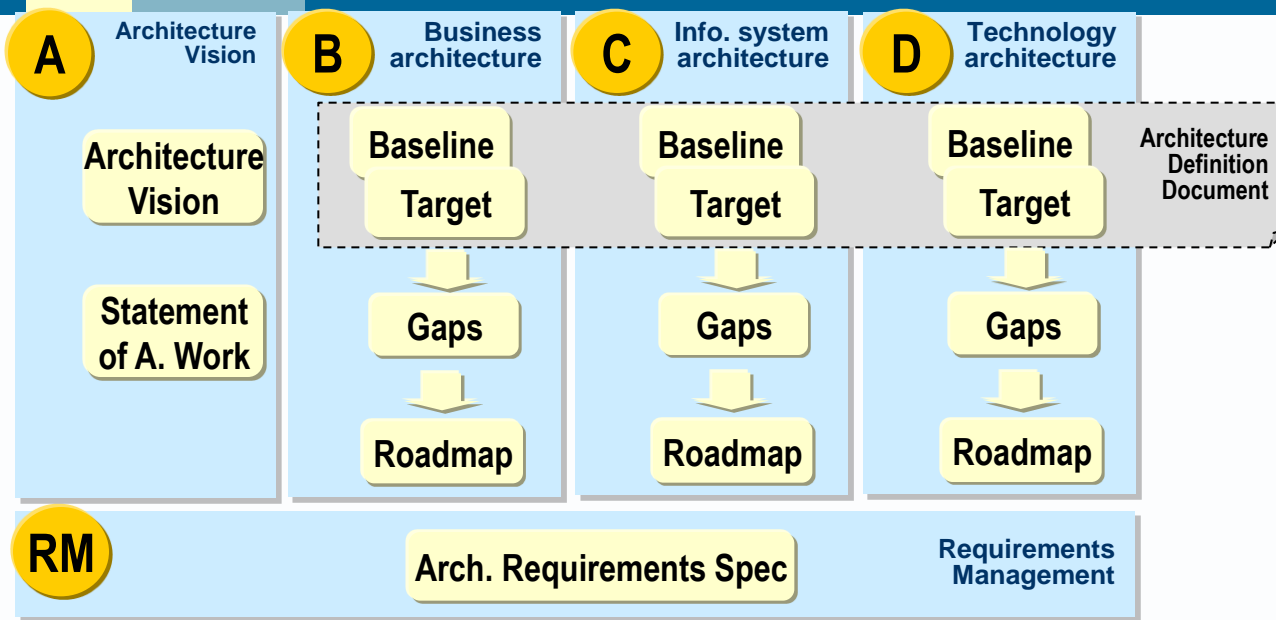 A
Architecture
Vision
Architecture
Vision
Statement
of A. Work
B
Business
architecture
Baseline
Target
Gaps
Roadmap
C
Info. system
architecture
Baseline
Target
Gaps
Roadmap
D
Technology
architecture
Baseline
Target
Gaps
Roadmap
Architecture
Definition
Document
RM
Arch. Requirements Spec
Requirements
Management